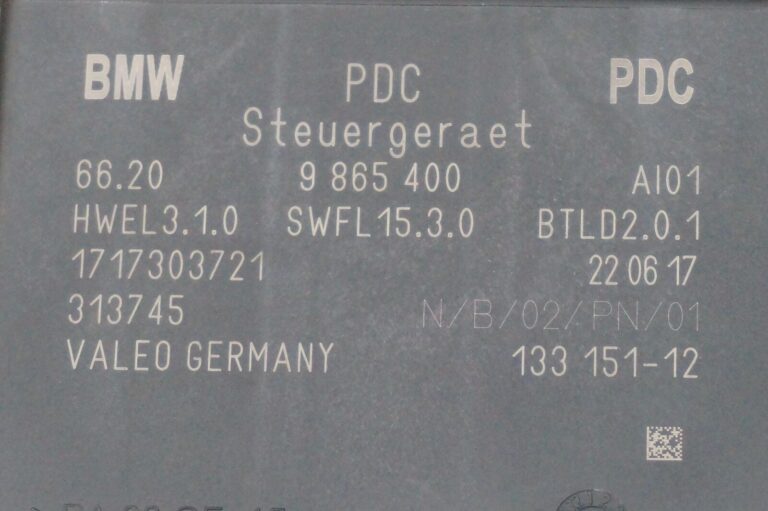 BMW PDC PDC
Steuergeraet
66.20 9 865 400 AI01
HWEL3.1.0 SWFL15.3.0 BTLD2.0.1
1717303721 22 06 17
313745 N/B/02/PN/01
VALEO GERMANY 133 151-12